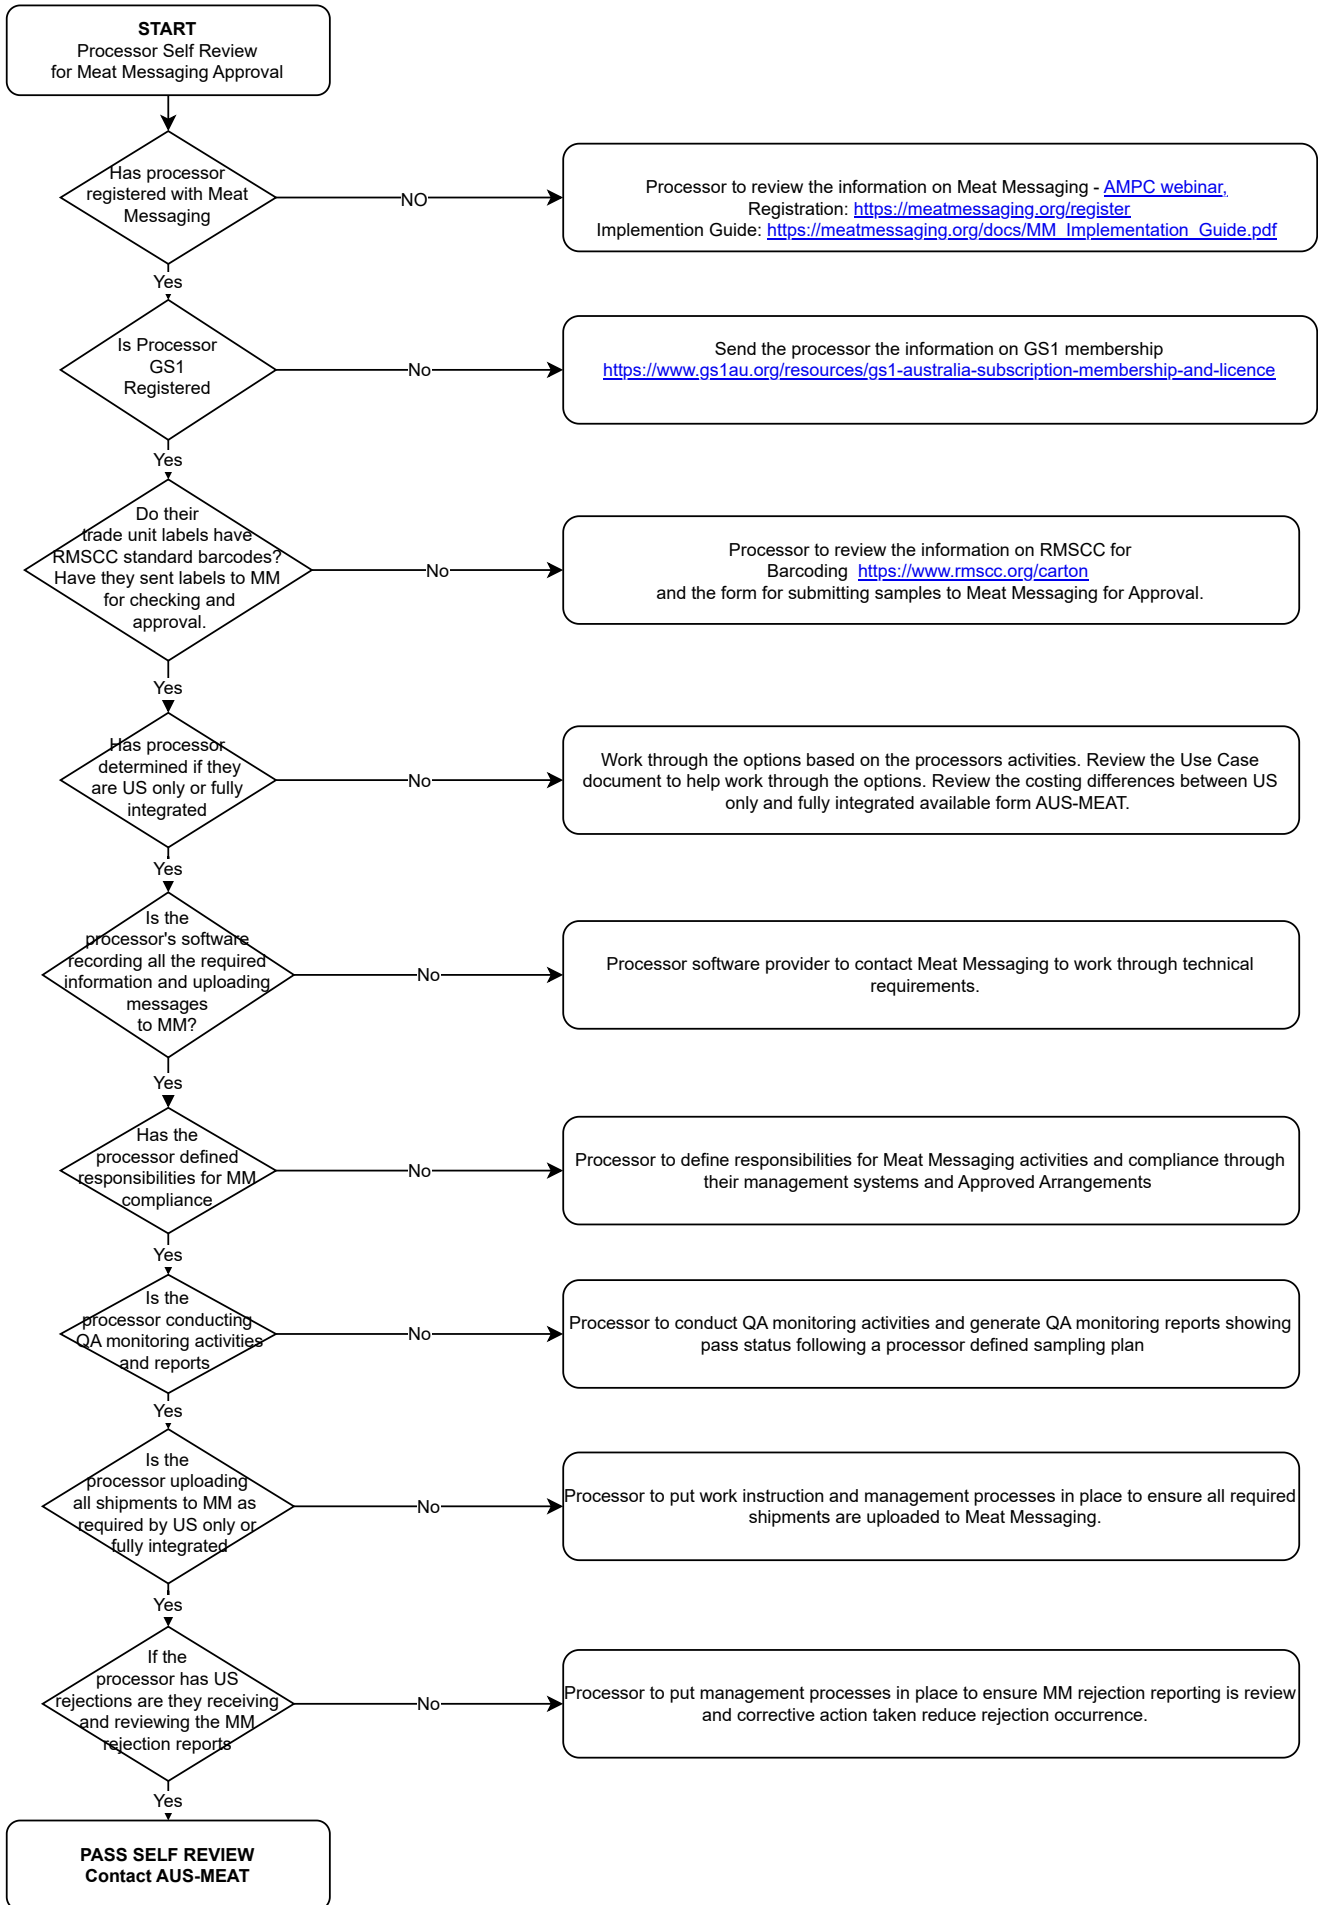 START
Processor Self Review
for Meat Messaging Approval
Has processor
registered with Meat
Messaging
NO
Processor to review the information on Meat Messaging - AMPC webinar,
Registration: https://meatmessaging.org/register
Implemention Guide: https://meatmessaging.org/docs/MM_Implementation_Guide.pdf
Yes
Is Processor
GS1
Registered
No
Send the processor the information on GS1 membership
https://www.gs1au.org/resources/gs1-australia-subscription-membership-and-licence
Yes
Do their
trade unit labels have
RMSCC standard barcodes?
Have they sent labels to MM
for checking and
approval.
No
Processor to review the information on RMSCC for
Barcoding https://www.rmscc.org/carton
and the form for submitting samples to Meat Messaging for Approval.
Yes
Has processor
determined if they
are US only or fully
integrated
No
Work through the options based on the processors activities. Review the Use Case
document to help work through the options. Review the costing differences between US
only and fully integrated available form AUS-MEAT.
Yes
Is the
processor's software
recording all the required
information and uploading
messages
to MM?
No
Processor software provider to contact Meat Messaging to work through technical
requirements.
Yes
Has the
processor defined
responsibilities for MM
compliance
No
Processor to define responsibilities for Meat Messaging activities and compliance through
their management systems and Approved Arrangements
Yes
Is the
processor conducting
QA monitoring activities
and reports
No
Processor to conduct QA monitoring activities and generate QA monitoring reports showing
pass status following a processor defined sampling plan
Yes
Is the
processor uploading
all shipments to MM as
required by US only or
fully integrated
No
Processor to put work instruction and management processes in place to ensure all required
shipments are uploaded to Meat Messaging.
Yes
If the
processor has US
rejections are they receiving
and reviewing the MM
rejection reports
No
Processor to put management processes in place to ensure MM rejection reporting is review
and corrective action taken reduce rejection occurrence.
Yes
PASS SELF REVIEW
Contact AUS-MEAT